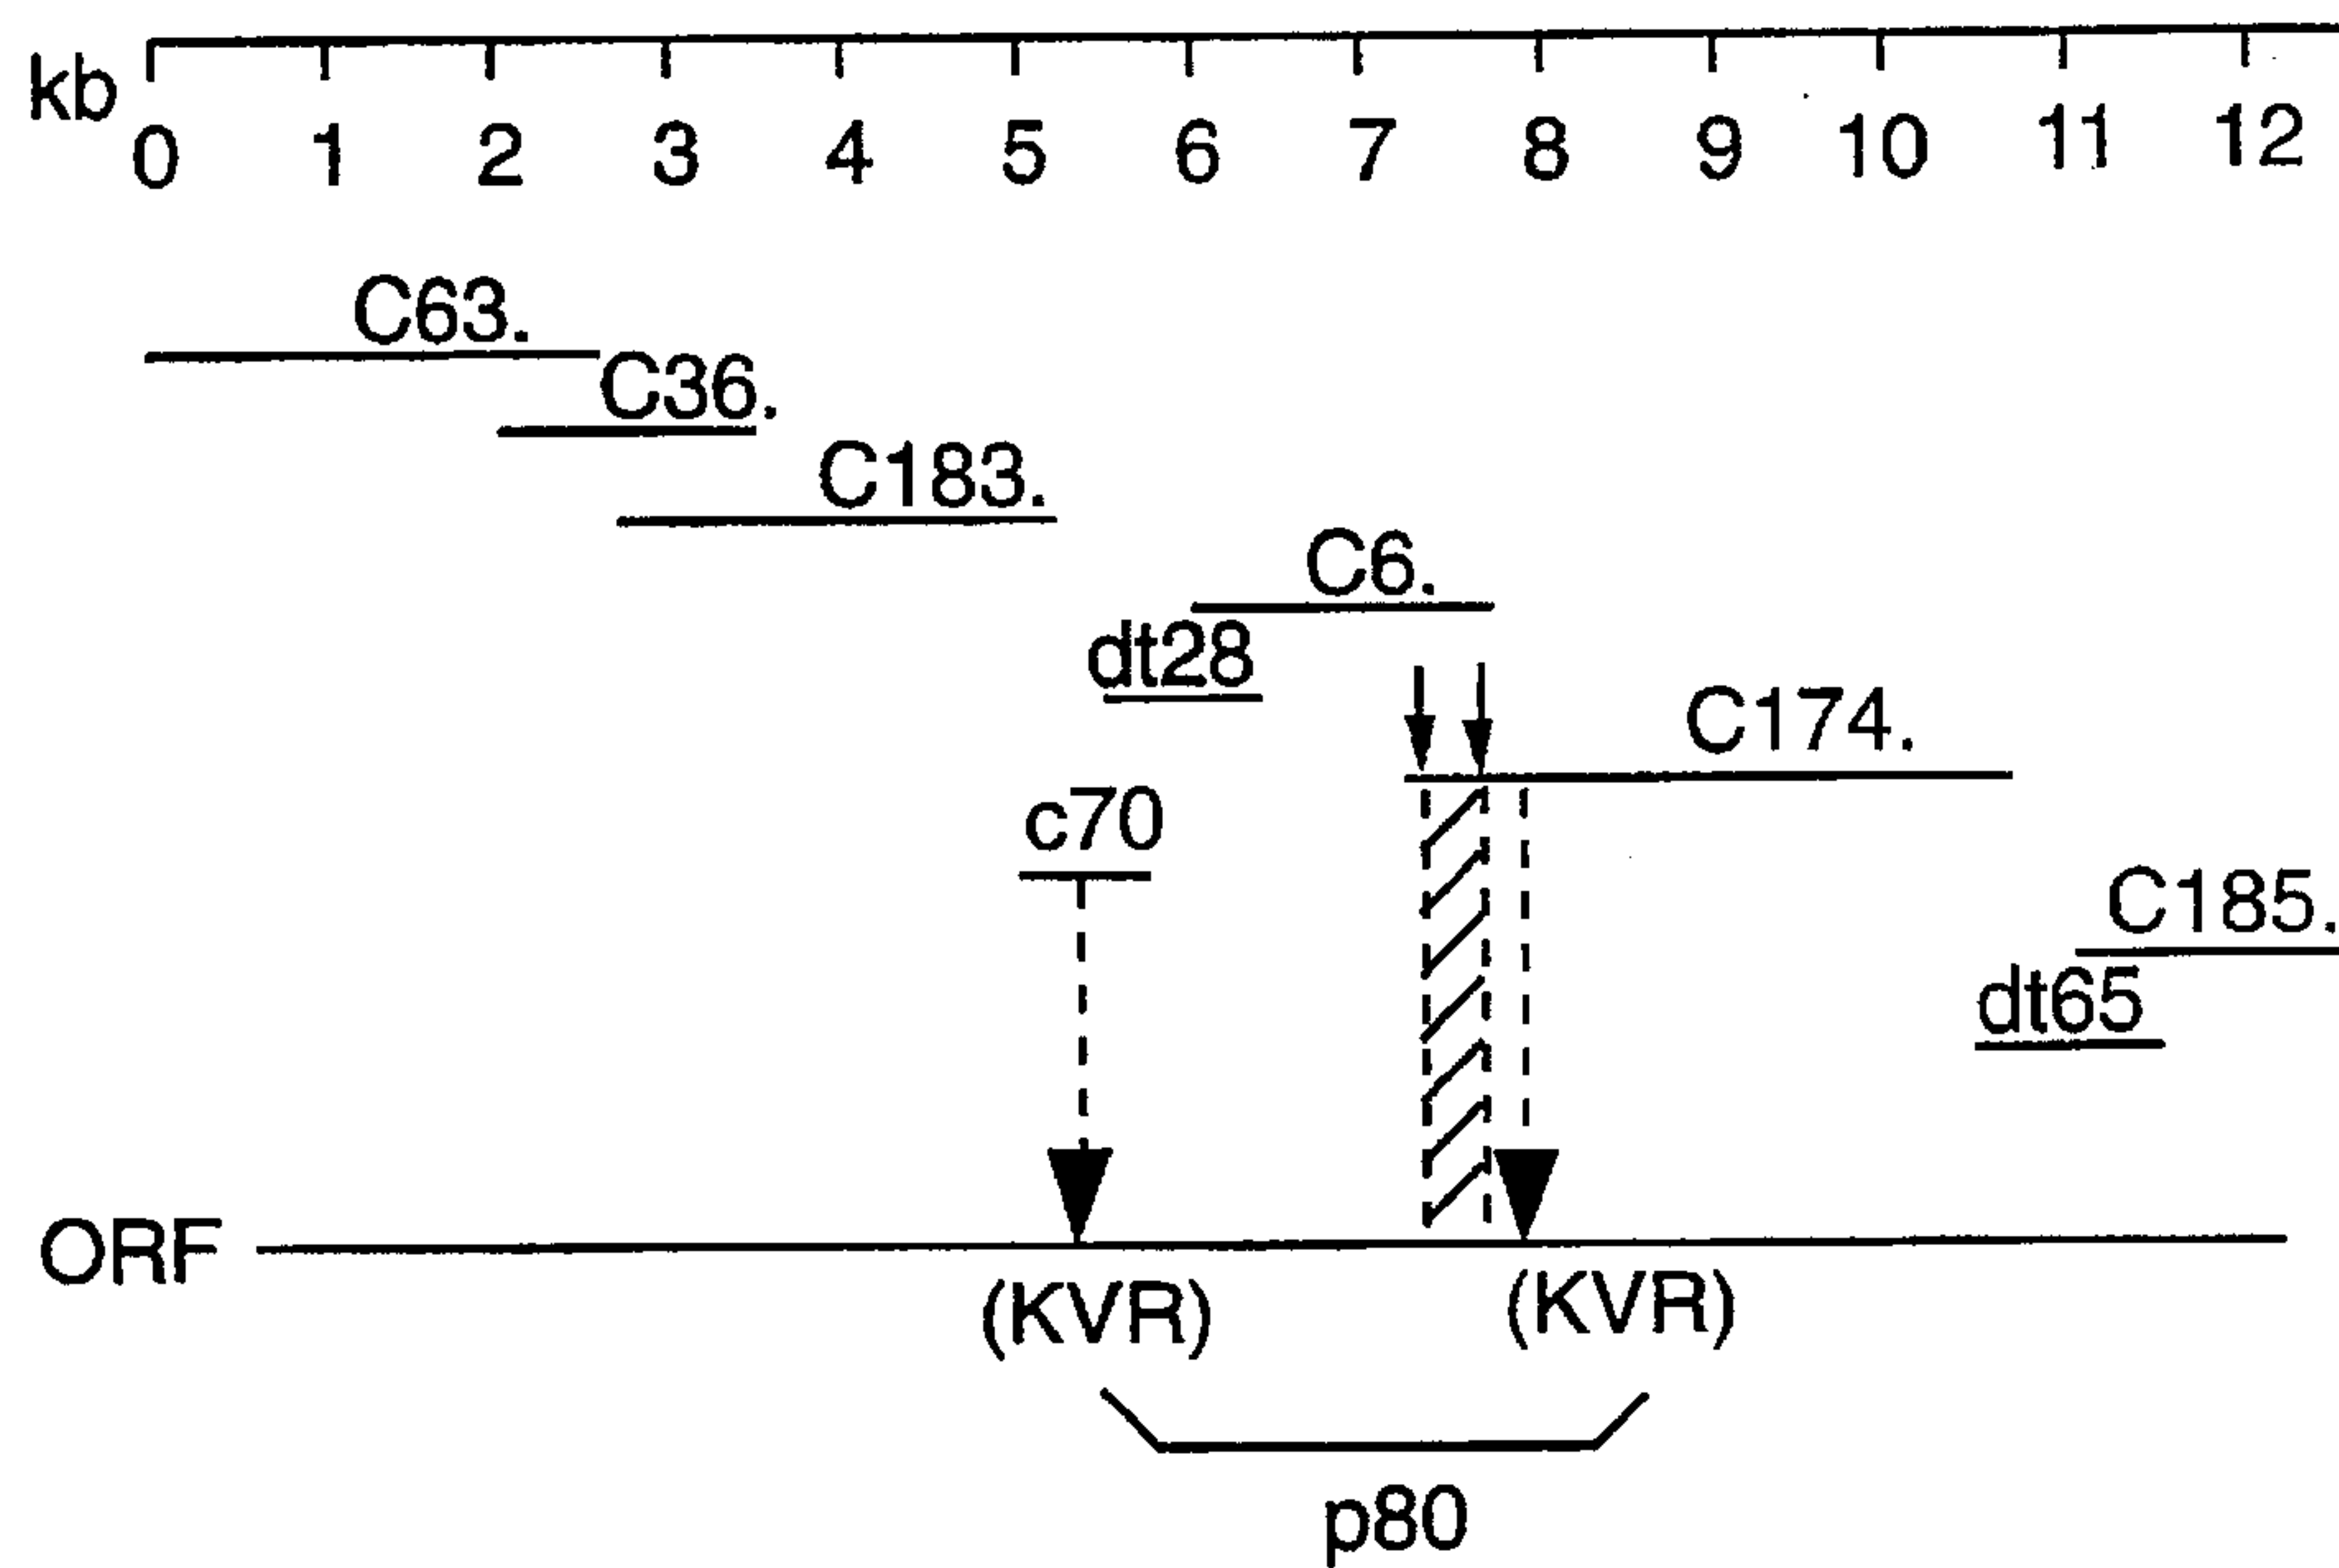 kb
0 1 2 3 4 5 6 7 8 9 10 11 12
C63.
C36.
C183.
C6.
dt28
C174.
c70
C185.
dt65
ORF
(KVR) (KVR)
p80